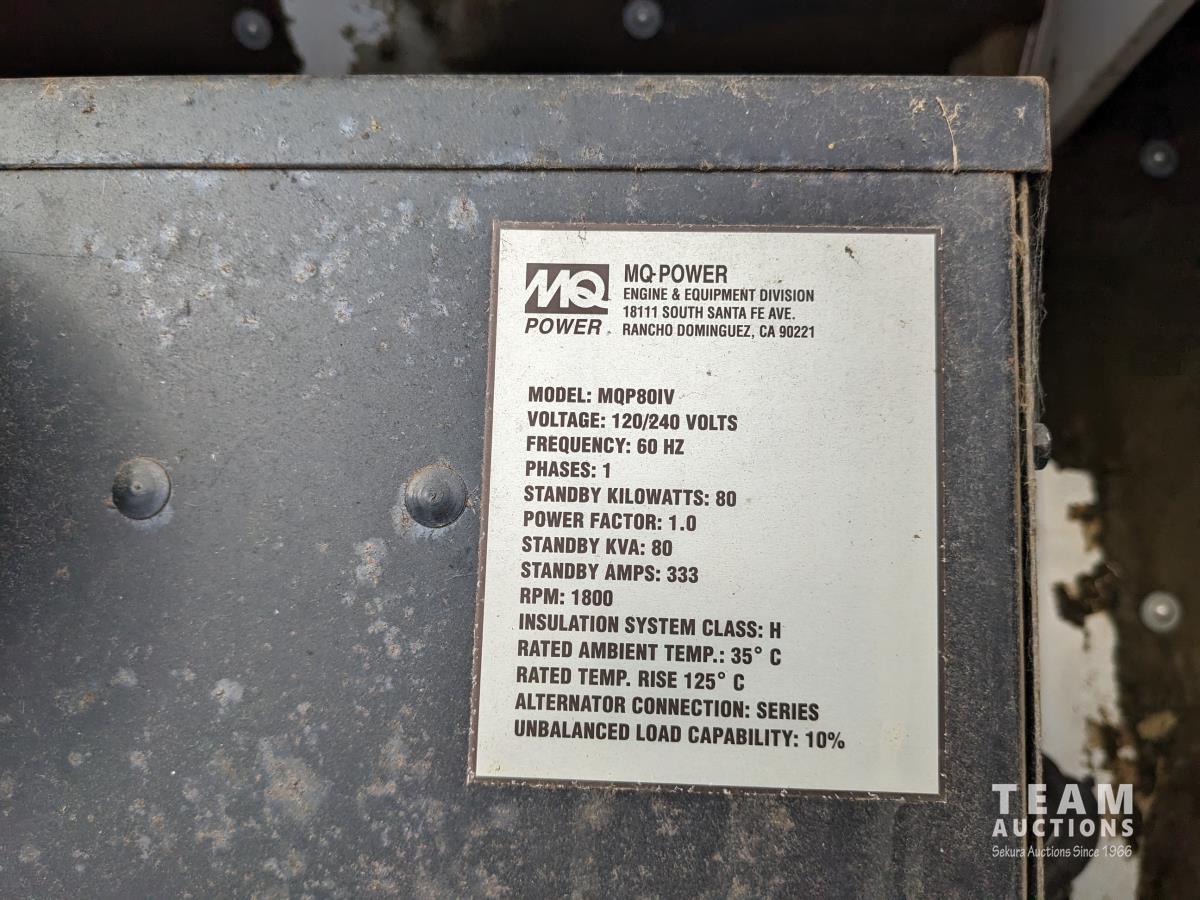 MQ
POWER
MQ POWER
ENGINE & EQUIPMENT DIVISION
18111 SOUTH SANTA FE AVE.
RANCHO DOMINGUEZ, CA 90221
MODEL: MQP80IV
VOLTAGE: 120/240 VOLTS
FREQUENCY: 60 HZ
PHASES: 1
STANDBY KILOWATTS: 80
POWER FACTOR: 1.0
STANDBY KVA: 80
STANDBY AMPS: 333
RPM: 1800
INSULATION SYSTEM CLASS: H
RATED AMBIENT TEMP.: 35° C
RATED TEMP. RISE 125° C
ALTERNATOR CONNECTION: SERIES
UNBALANCED LOAD CAPABILITY: 10%
TEAM
AUCTIONS
Sekura Auctions Since 1966